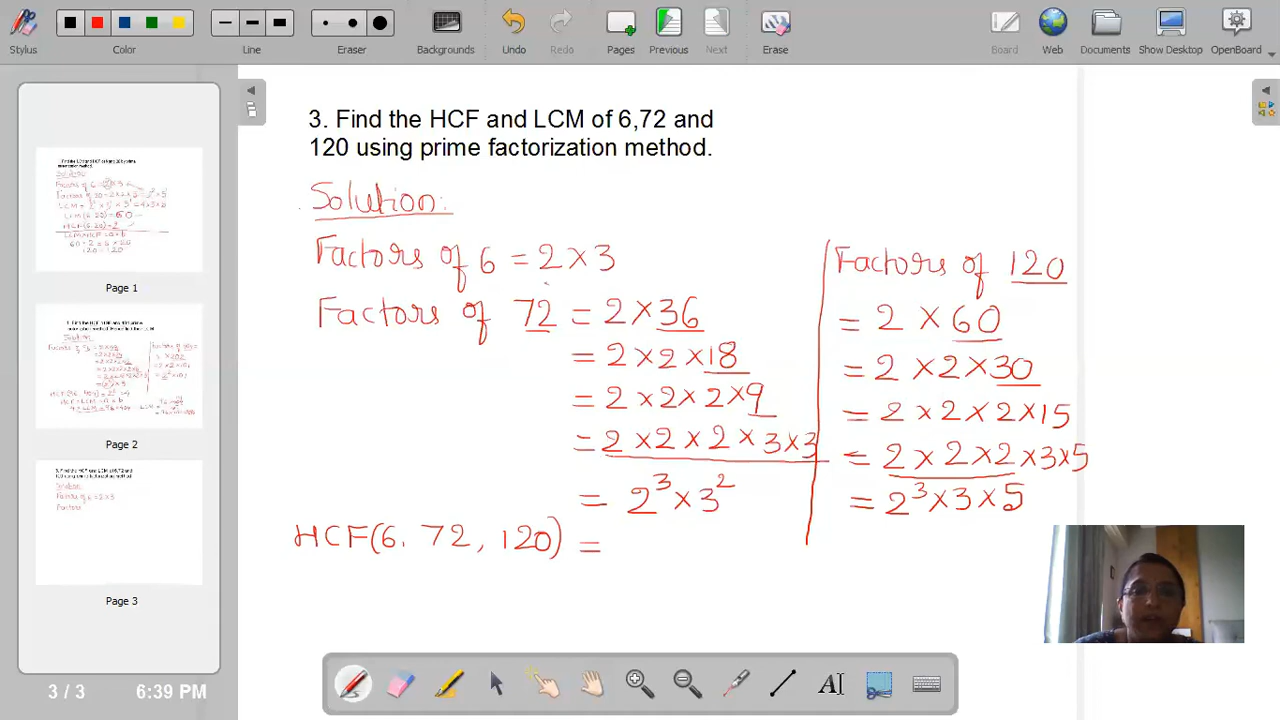 Stylus
Color
Line
Eraser
Backgrounds
Undo
Redo
Pages
Previous
Next
Erase
Board
Web
Documents
Show Desktop
OpenBoard
Page 1
Page 2
Page 3
3 / 3
6:39 PM
3. Find the HCF and LCM of 6,72 and
120 using prime factorization method.
Solution:
Factors of 6 = 2 × 3
Factors of 72 = 2 × 36
= 2 × 2 × 18
= 2 × 2 × 2 × 9
= 2 × 2 × 2 × 3 × 3
= 2³ × 3²
HCF(6. 72, 120) =
Factors of 120
= 2 × 60
= 2 × 2 × 30
= 2 × 2 × 2 × 15
= 2 × 2 × 2 × 3 × 5
= 2³ × 3 × 5